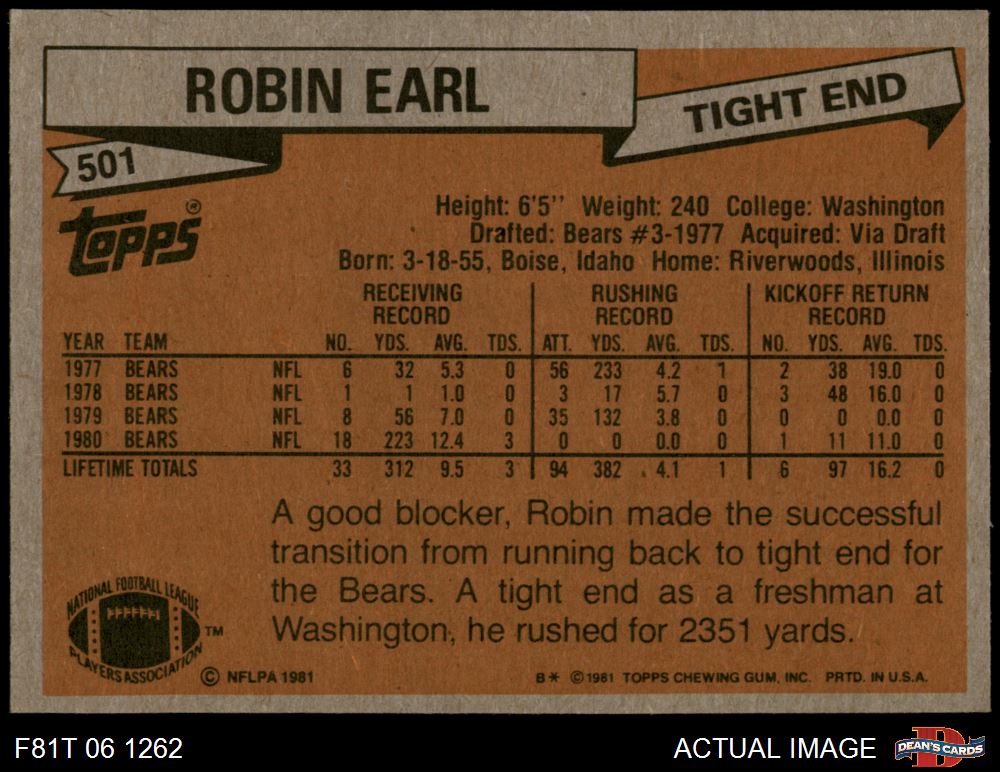 ROBIN EARL
TIGHT END
501
TOPPS®
Height: 6'5'' Weight: 240 College: Washington
Drafted: Bears #3-1977 Acquired: Via Draft
Born: 3-18-55, Boise, Idaho Home: Riverwoods, Illinois
RECEIVING RECORD RUSHING RECORD KICKOFF RETURN RECORD
YEAR TEAM NO. YDS. AVG. TDS. ATT. YDS. AVG. TDS. NO. YDS. AVG. TDS.
1977 BEARS NFL 6 32 5.3 0 56 233 4.2 1 2 38 19.0 0
1978 BEARS NFL 1 1 1.0 0 3 17 5.7 0 3 48 16.0 0
1979 BEARS NFL 8 56 7.0 0 35 132 3.8 0 0 0 0.0 0
1980 BEARS NFL 18 223 12.4 3 0 0 0.0 0 1 11 11.0 0
LIFETIME TOTALS 33 312 9.5 3 94 382 4.1 1 6 97 16.2 0
A good blocker, Robin made the successful
transition from running back to tight end for
the Bears. A tight end as a freshman at
Washington, he rushed for 2351 yards.
NATIONAL FOOTBALL LEAGUE
PLAYERS ASSOCIATION
TM
© NFLPA 1981
B* ©1981 TOPPS CHEWING GUM, INC. PRTD. IN U.S.A.
F81T 06 1262
ACTUAL IMAGE
D
DEAN'S CARDS